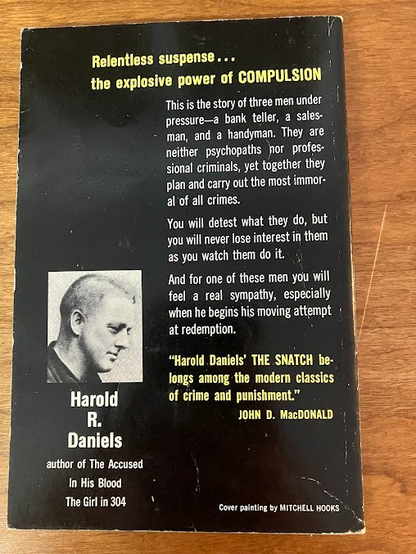 Relentless suspense...
the explosive power of COMPULSION
This is the story of three men under
pressure—a bank teller, a sales-
man, and a handyman. They are
neither psychopaths nor profes-
sional criminals, yet together they
plan and carry out the most immor-
al of all crimes.
You will detest what they do, but
you will never lose interest in them
as you watch them do it.
And for one of these men you will
feel a real sympathy, especially
when he begins his moving attempt
at redemption.
"Harold Daniels' THE SNATCH be-
longs among the modern classics
of crime and punishment."
JOHN D. MacDONALD
Harold
R.
Daniels
author of The Accused
In His Blood
The Girl in 304
Cover painting by MITCHELL HOOKS